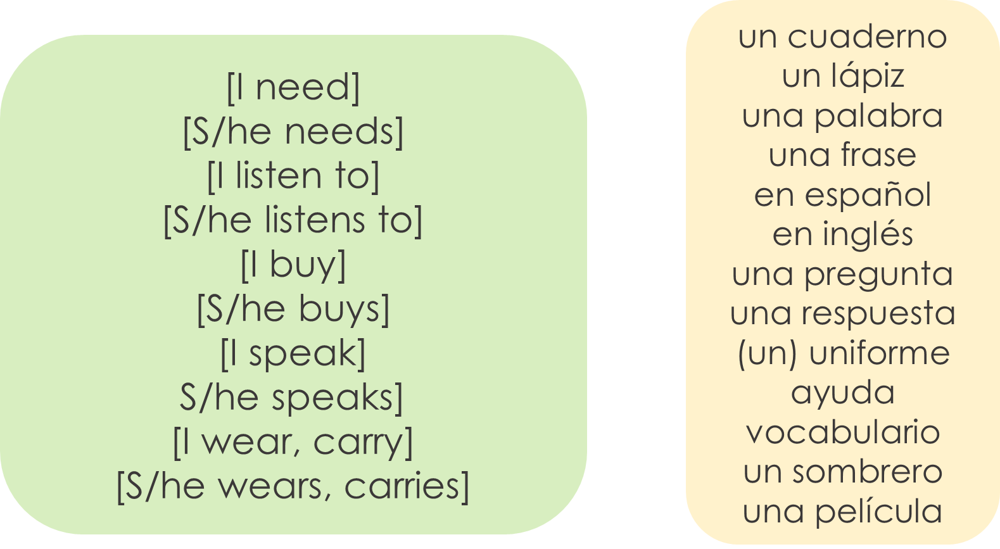 [I need]
[S/he needs]
[I listen to]
[S/he listens to]
[I buy]
[S/he buys]
[I speak]
S/he speaks]
[I wear, carry]
[S/he wears, carries]
un cuaderno
un lápiz
una palabra
una frase
en español
en inglés
una pregunta
una respuesta
(un) uniforme
ayuda
vocabulario
un sombrero
una película